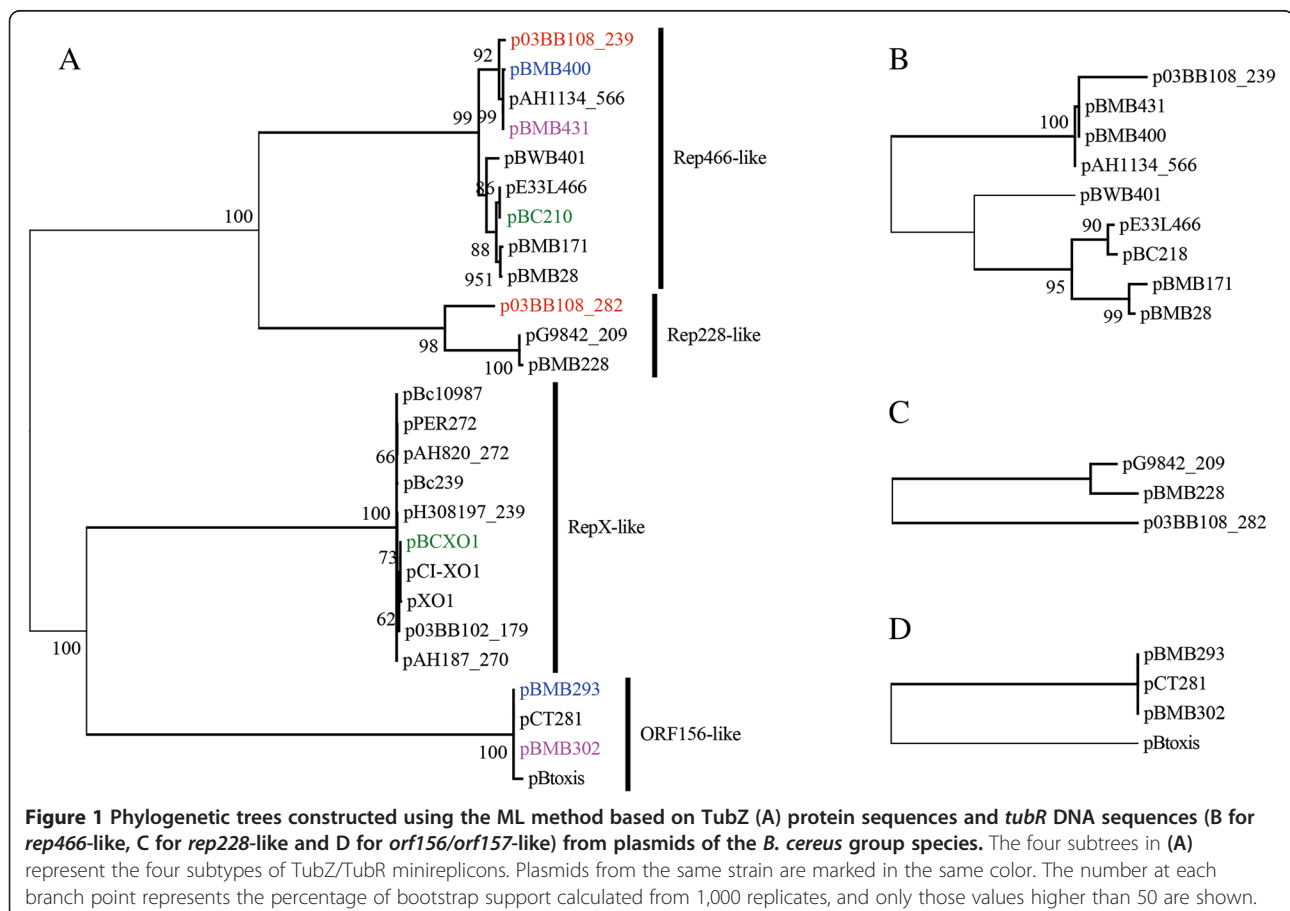 A
p03BB108_239
92
pBMB400
pAH1134_566
99
99
pBMB431
pBWB401
86
pE33L466
pBC210
88
pBMB171
951
pBMB28
Rep466-like
100
p03BB108_282
pG9842_209
98
100
pBMB228
Rep228-like
pBc10987
pPER272
66
pAH820_272
pBc239
100
pH308197_239
pBCXO1
73
pCI-XO1
pXO1
62
p03BB102_179
pAH187_270
RepX-like
100
pBMB293
pCT281
100
pBMB302
pBtoxis
ORF156-like
B
p03BB108_239
pBMB431
100
pBMB400
pAH1134_566
pBWB401
90
pE33L466
pBC218
95
pBMB171
99
pBMB28
C
pG9842_209
pBMB228
p03BB108_282
D
pBMB293
pCT281
pBMB302
pBtoxis
Figure 1 Phylogenetic trees constructed using the ML method based on TubZ (A) protein sequences and tubR DNA sequences (B for
rep466-like, C for rep228-like and D for orf156/orf157-like) from plasmids of the B. cereus group species. The four subtrees in (A)
represent the four subtypes of TubZ/TubR minireplicons. Plasmids from the same strain are marked in the same color. The number at each
branch point represents the percentage of bootstrap support calculated from 1,000 replicates, and only those values higher than 50 are shown.